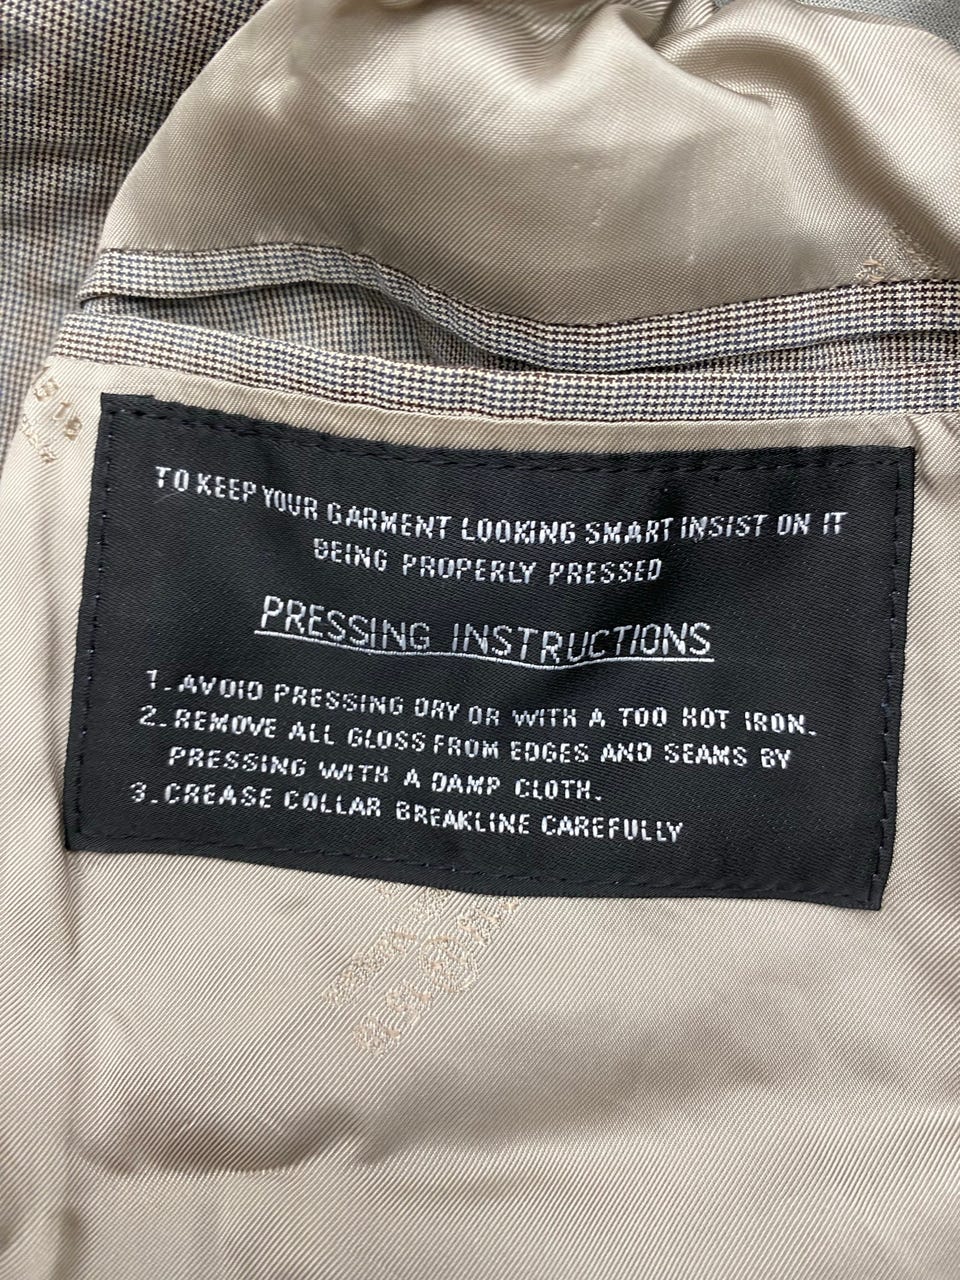 TO KEEP YOUR GARMENT LOOKING SMART INSIST ON IT
BEING PROPERLY PRESSED
PRESSING INSTRUCTIONS
1. AVOID PRESSING DRY OR WITH A TOO HOT IRON.
2. REMOVE ALL GLOSS FROM EDGES AND SEAMS BY
PRESSING WITH A DAMP CLOTH.
3. CREASE COLLAR BREAKLINE CAREFULLY